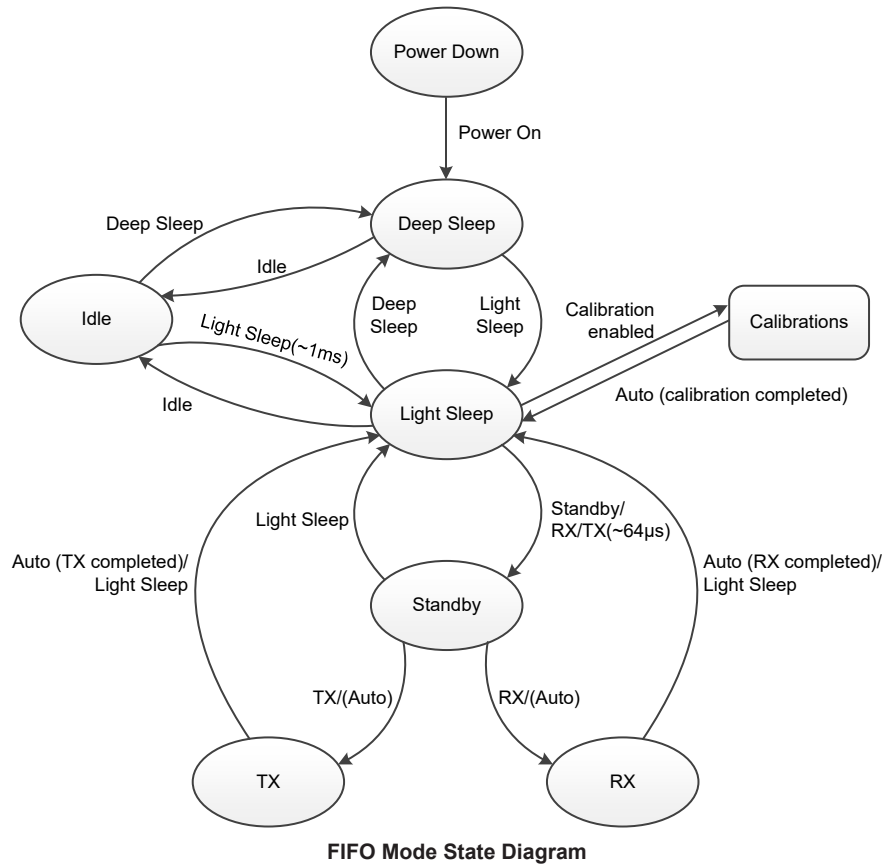 Power Down
Power On
Deep Sleep
Deep Sleep
Idle
Idle
Deep
Sleep
Light
Sleep
Calibration
enabled
Calibrations
Light Sleep(~1ms)
Auto (calibration completed)
Idle
Light Sleep
Light Sleep
Standby/
RX/TX(~64µs)
Auto (TX completed)/
Light Sleep
Auto (RX completed)/
Light Sleep
Standby
TX/(Auto)
RX/(Auto)
TX
RX
FIFO Mode State Diagram